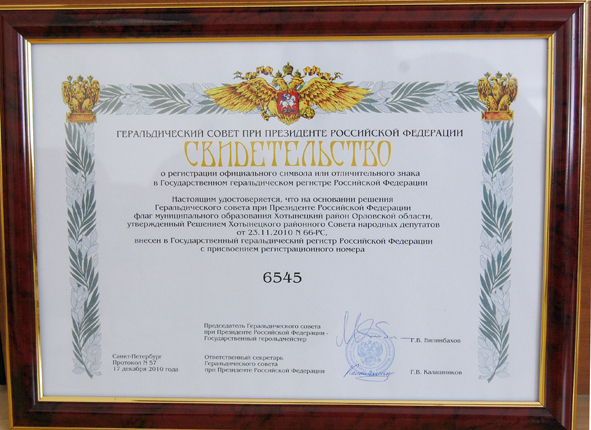 ГЕРАЛЬДИЧЕСКИЙ СОВЕТ ПРИ ПРЕЗИДЕНТЕ РОССИЙСКОЙ ФЕДЕРАЦИИ
СВИДЕТЕЛЬСТВО
о регистрации официального символа или отличительного знака
в Государственном геральдическом регистре Российской Федерации
Настоящим удостоверяется, что на основании решения
Геральдического совета при Президенте Российской Федерации
флаг муниципального образования Хотынецкий район Орловской области,
утвержденный Решением Хотынецкого районного Совета народных депутатов
от 23.11.2010 N 66-РС,
внесен в Государственный геральдический регистр Российской Федерации
с присвоением регистрационного номера
6545
Председатель Геральдического совета
при Президенте Российской Федерации -
Государственный герольдмейстер
Г.В. Вилинбахов
Санкт-Петербург
Протокол N 57
17 декабря 2010 года
Ответственный секретарь
Геральдического совета
при Президенте Российской Федерации
Г.В. Калашников